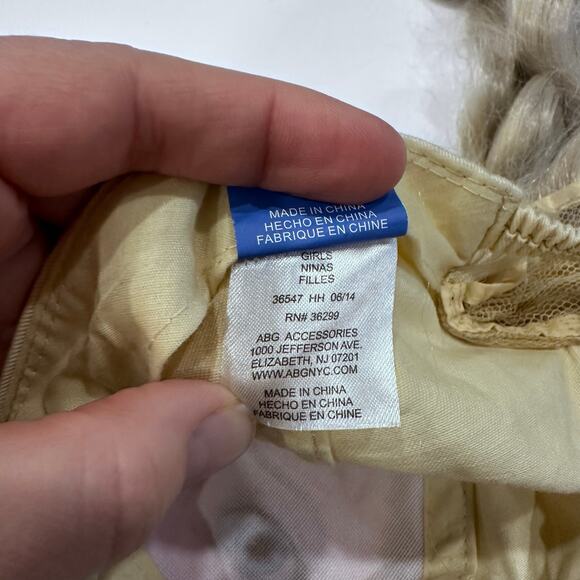 MADE IN CHINA
HECHO EN CHINA
FABRIQUE EN CHINE
GIRLS
NINAS
FILLES
36547 HH 06/14
RN# 36299
ABG ACCESSORIES
1000 JEFFERSON AVE.
ELIZABETH, NJ 07201
WWW.ABGNYC.COM
MADE IN CHINA
HECHO EN CHINA
FABRIQUE EN CHINE